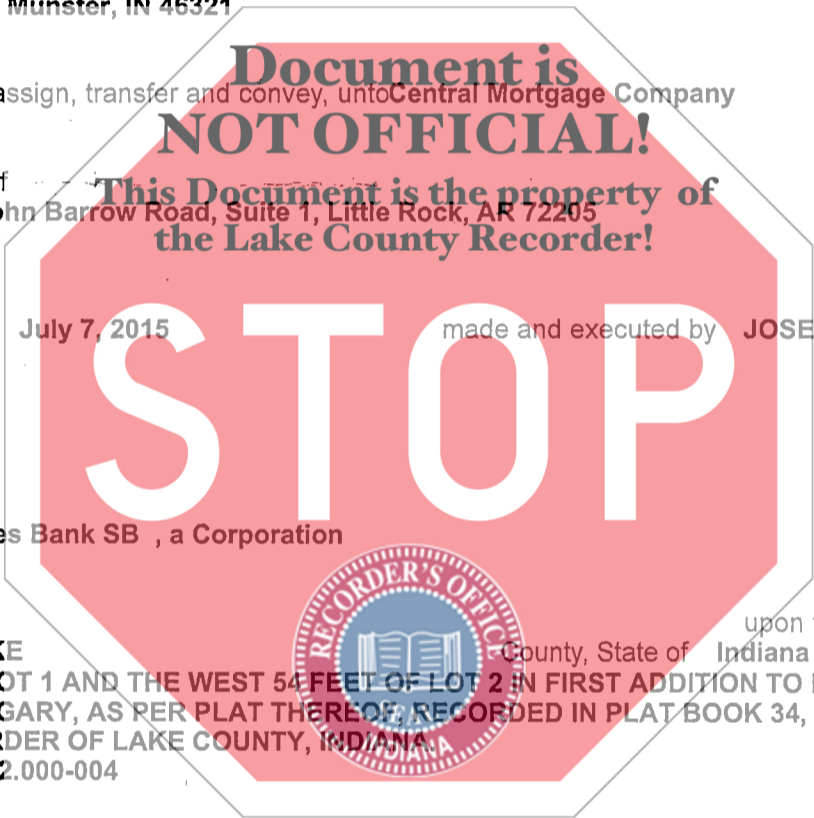 Munster, IN 46321
Document is
assign, transfer and convey, untoCentral Mortgage Company
NOT OFFICIAL!
This Document is the property of
hn Barrow Road, Suite 1, Little Rock, AR 72205
the Lake County Recorder!
July 7, 2015 made and executed by JOSE
STOP
es Bank SB , a Corporation
RECORDER'S OFFICE
upon
KE County, State of Indiana
OT 1 AND THE WEST 54 FEET OF LOT 2 IN FIRST ADDITION TO
GARY, AS PER PLAT THEREOF, RECORDED IN PLAT BOOK 34,
RDER OF LAKE COUNTY, INDIANA.
INDIANA
2.000-004